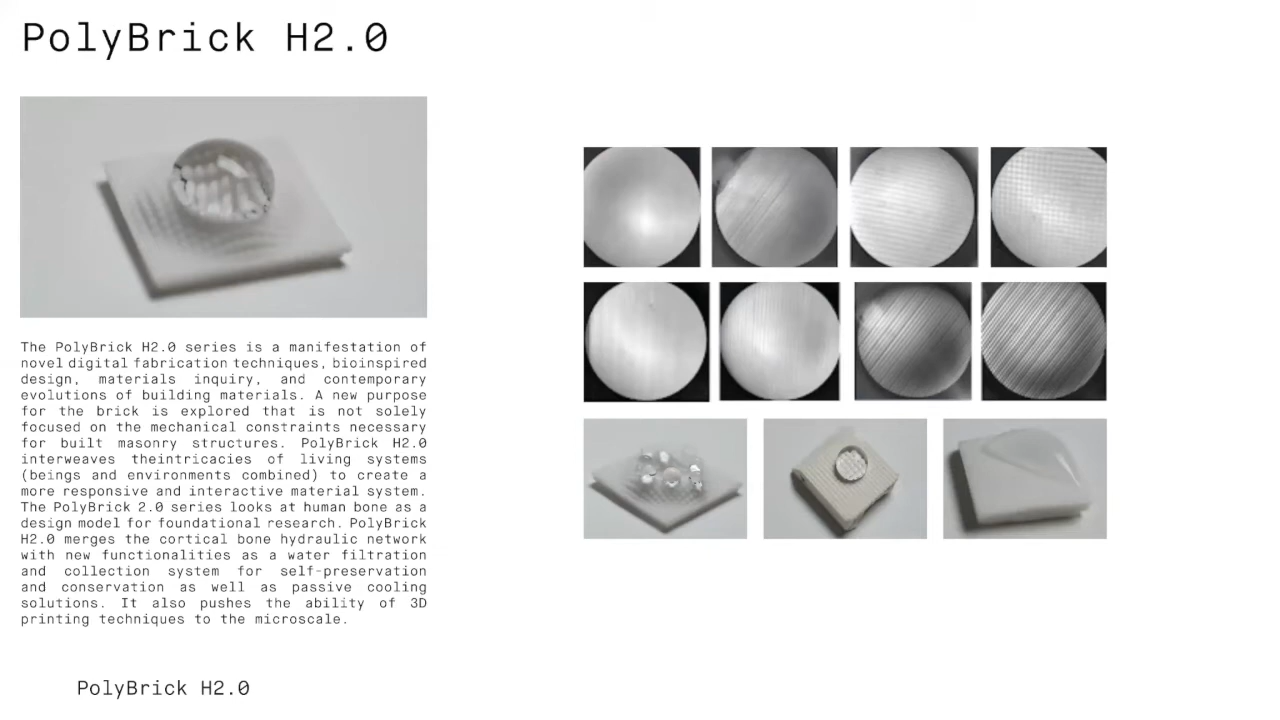 PolyBrick H2.0
The PolyBrick H2.0 series is a manifestation of
novel digital fabrication techniques, bioinspired
design, materials inquiry, and contemporary
evolutions of building materials. A new purpose
for the brick is explored that is not solely
focused on the mechanical constraints necessary
for built masonry structures. PolyBrick H2.0
interweaves theintricacies of living systems
(beings and environments combined) to create a
more responsive and interactive material system.
The PolyBrick 2.0 series looks at human bone as a
design model for foundational research. PolyBrick
H2.0 merges the cortical bone hydraulic network
with new functionalities as a water filtration
and collection system for self-preservation
and conservation as well as passive cooling
solutions. It also pushes the ability of 3D
printing techniques to the microscale.
PolyBrick H2.0